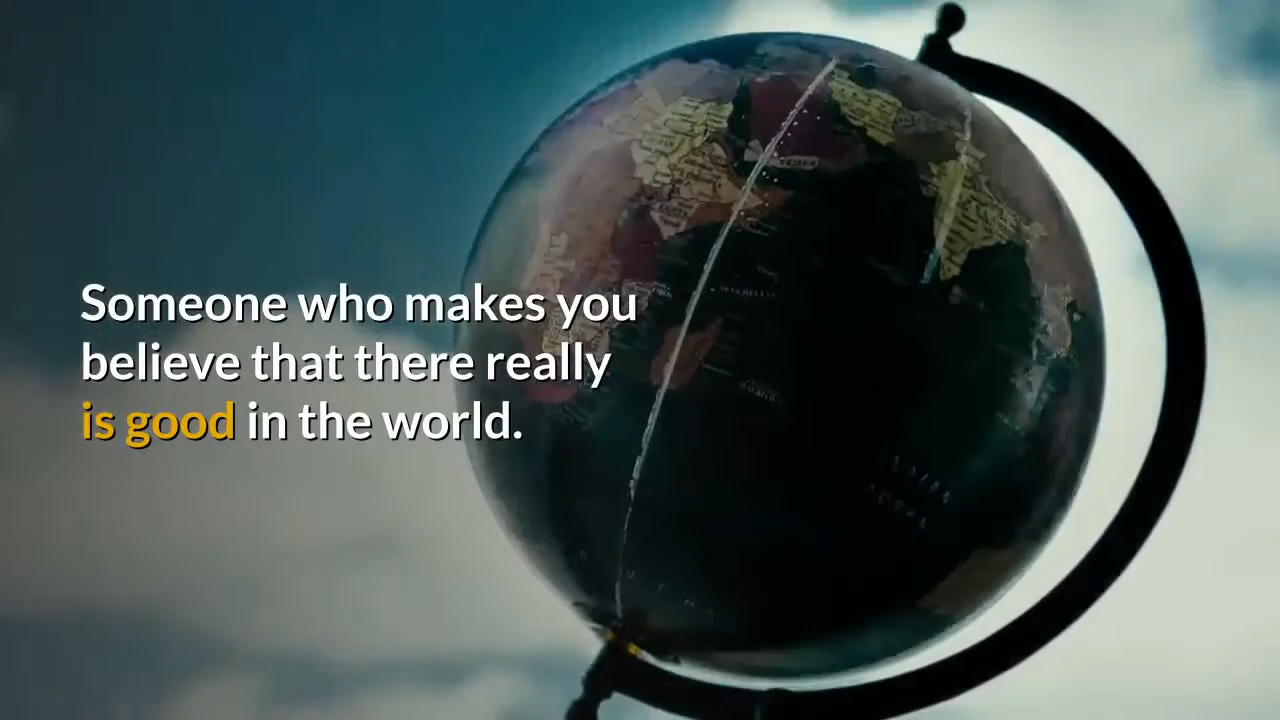 Someone who makes you
believe that there really
is good in the world.